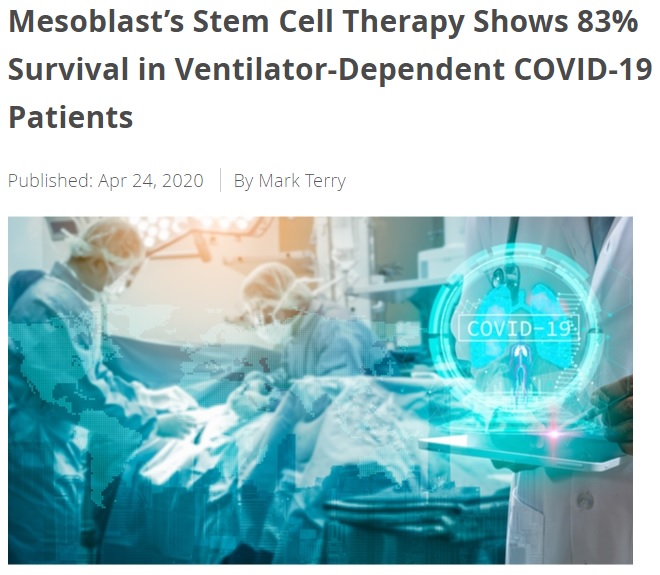 Mesoblast’s Stem Cell Therapy Shows 83%
Survival in Ventilator-Dependent COVID-19
Patients
Published: Apr 24, 2020 | By Mark Terry
COVID-19